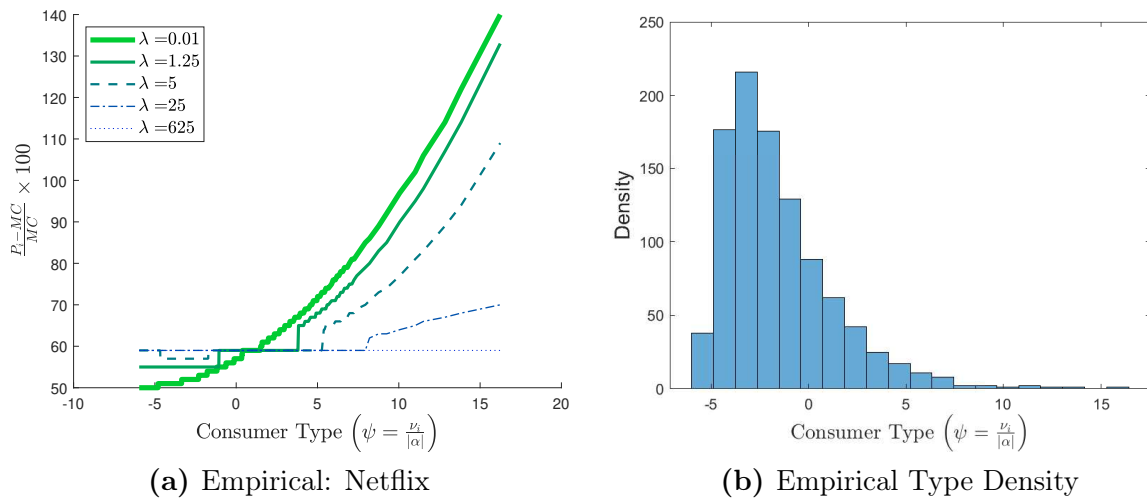 140
130
120
110
100
90
80
70
60
50
-10
-5
0
5
10
15
20
λ =0.01
λ =1.25
λ =5
λ =25
λ =625
(P_i−MC)/MC × 100
Consumer Type (ψ = ν_i/|α|)
(a) Empirical: Netflix
250
200
150
100
50
0
-5
0
5
10
15
Density
Consumer Type (ψ = ν_i/|α|)
(b) Empirical Type Density